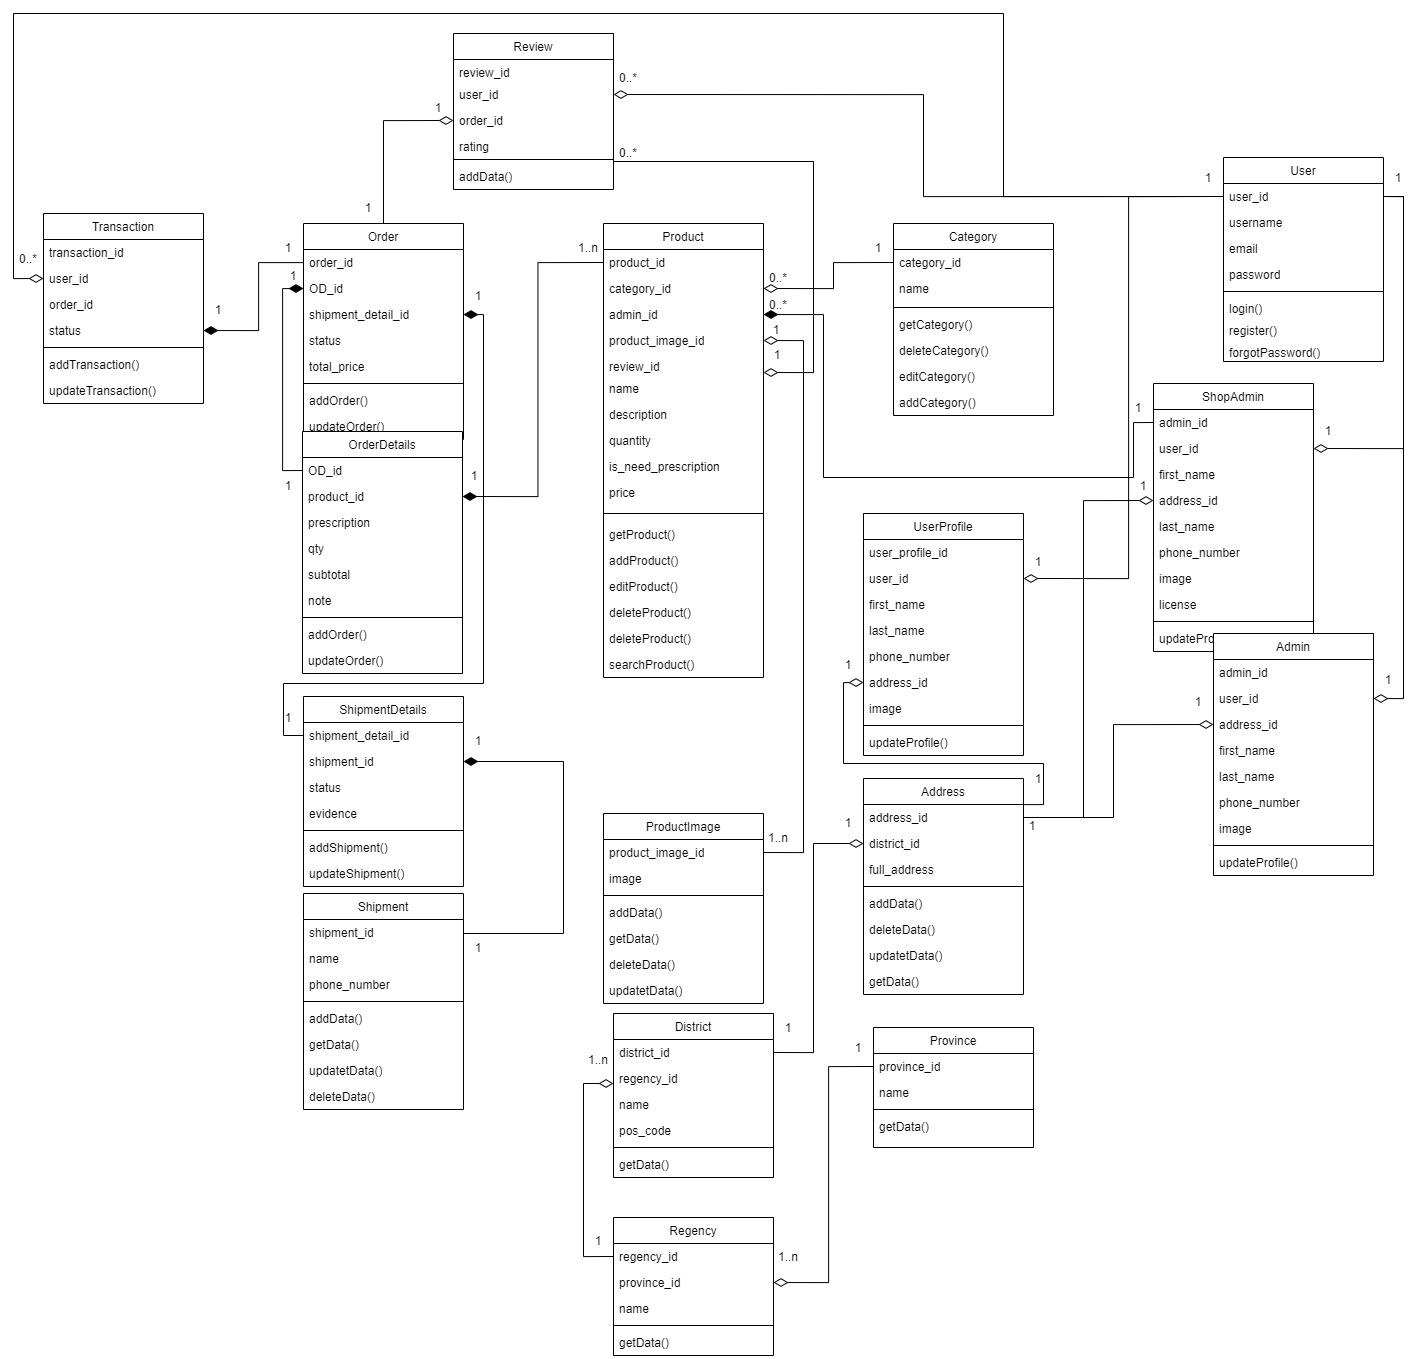 Review
review_id
user_id
order_id
rating
addData()
0..*
1
0..*
1
User
user_id
username
email
password
login()
register()
forgotPassword()
1
1
Transaction
transaction_id
user_id
order_id
status
addTransaction()
updateTransaction()
0..*
1
Order
order_id
OD_id
shipment_detail_id
status
total_price
addOrder()
updateOrder()
1
1
1
OrderDetails
OD_id
product_id
prescription
qty
subtotal
note
addOrder()
updateOrder()
1
1
Product
product_id
category_id
admin_id
product_image_id
review_id
name
description
quantity
is_need_prescription
price
getProduct()
addProduct()
editProduct()
deleteProduct()
deleteProduct()
searchProduct()
1..n
0..*
0..*
1
1
Category
category_id
name
getCategory()
deleteCategory()
editCategory()
addCategory()
1
ShopAdmin
admin_id
user_id
first_name
address_id
last_name
phone_number
image
license
updatePro
1
1
1
UserProfile
user_profile_id
user_id
first_name
last_name
phone_number
address_id
image
updateProfile()
1
1
Admin
admin_id
user_id
address_id
first_name
last_name
phone_number
image
updateProfile()
1
1
ShipmentDetails
shipment_detail_id
shipment_id
status
evidence
addShipment()
updateShipment()
1
1
Shipment
shipment_id
name
phone_number
addData()
getData()
updatetData()
deleteData()
1
ProductImage
product_image_id
image
addData()
getData()
deleteData()
updatetData()
1..n
Address
address_id
district_id
full_address
addData()
deleteData()
updatetData()
getData()
1
1
1
District
district_id
regency_id
name
pos_code
getData()
1
1..n
Province
province_id
name
getData()
1
Regency
regency_id
province_id
name
getData()
1
1..n